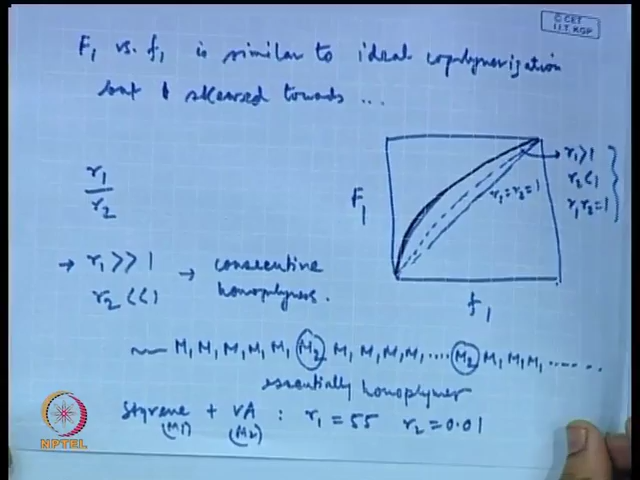 © CET
I.I.T. KGP
F₁ vs. f₁ is similar to ideal copolymerization
but skewed towards ...
r₁
r₂
F₁
r₁ > 1
r₂ < 1
r₁r₂ = 1
r₁ = r₂ = 1
f₁
→ r₁ >> 1 → consecutive
r₂ << 1 homopolymers.
~~ M₁ M₁ M₁ M₁ M₁ M₂ M₁ M₁ M₁ M₁ .... M₂ M₁ M₁ M₁ ......
essentially homopolymer
Styrene + VA : r₁ = 55 r₂ = 0.01
(M₁) (M₂)
NPTEL